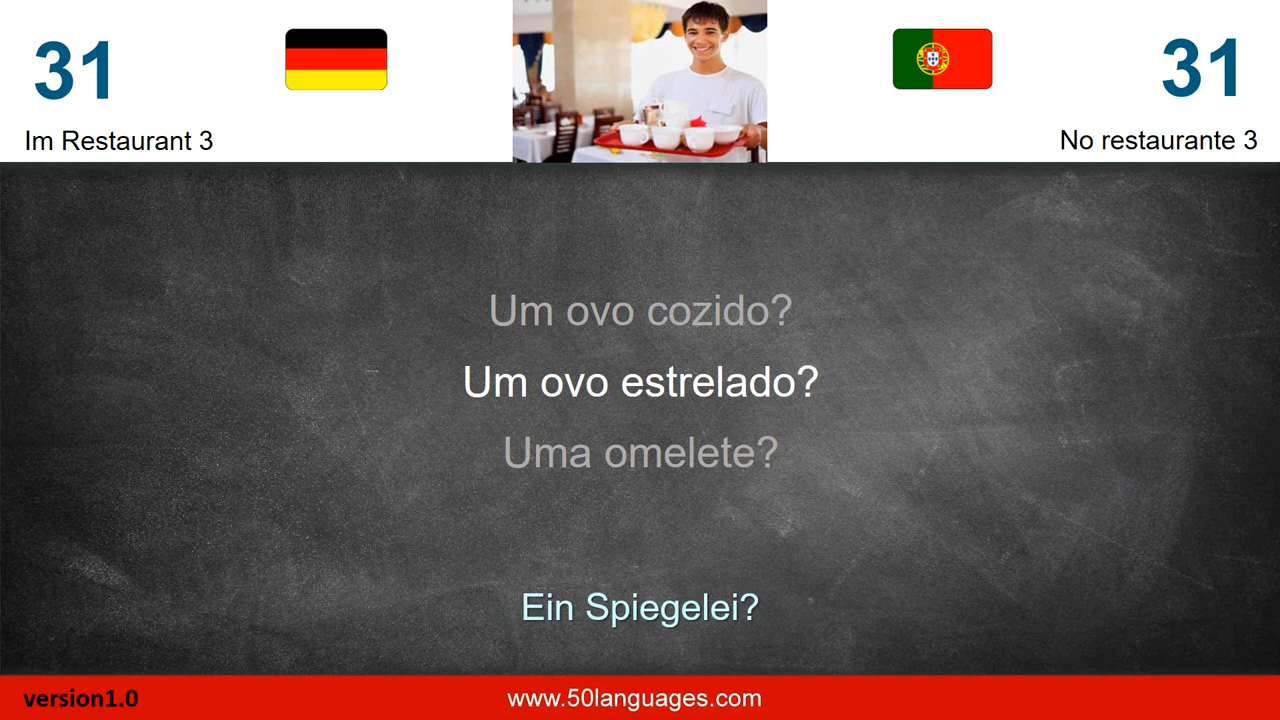 31
31
Im Restaurant 3
No restaurante 3
Um ovo cozido?
Um ovo estrelado?
Uma omelete?
Ein Spiegelei?
version1.0
www.50languages.com